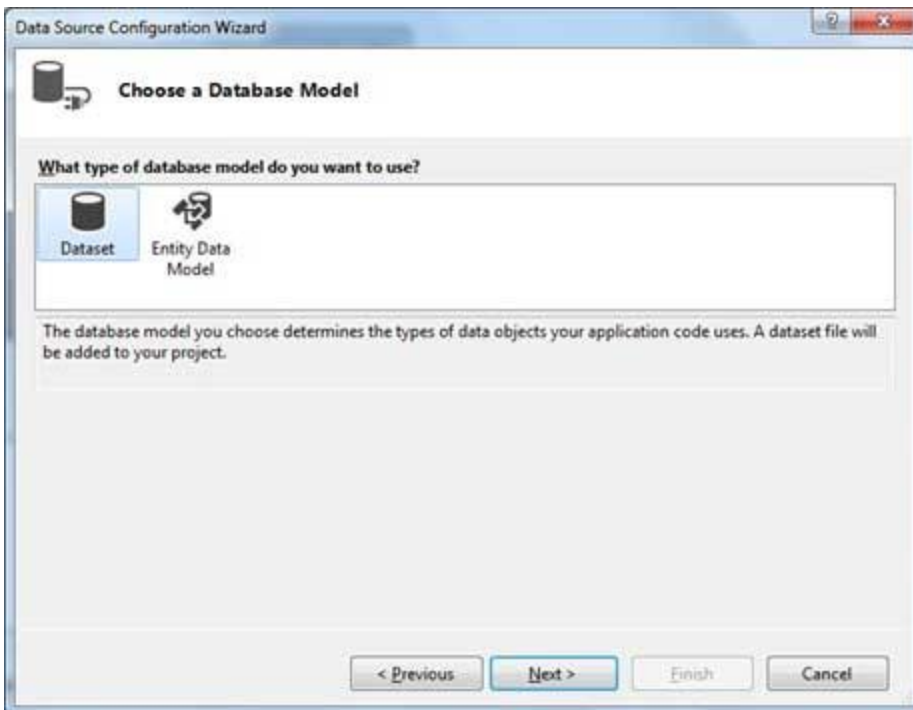 Data Source Configuration Wizard
?
Choose a Database Model
What type of database model do you want to use?
Dataset
Entity Data
Model
The database model you choose determines the types of data objects your application code uses. A dataset file will
be added to your project.
< Previous
Next >
Finish
Cancel